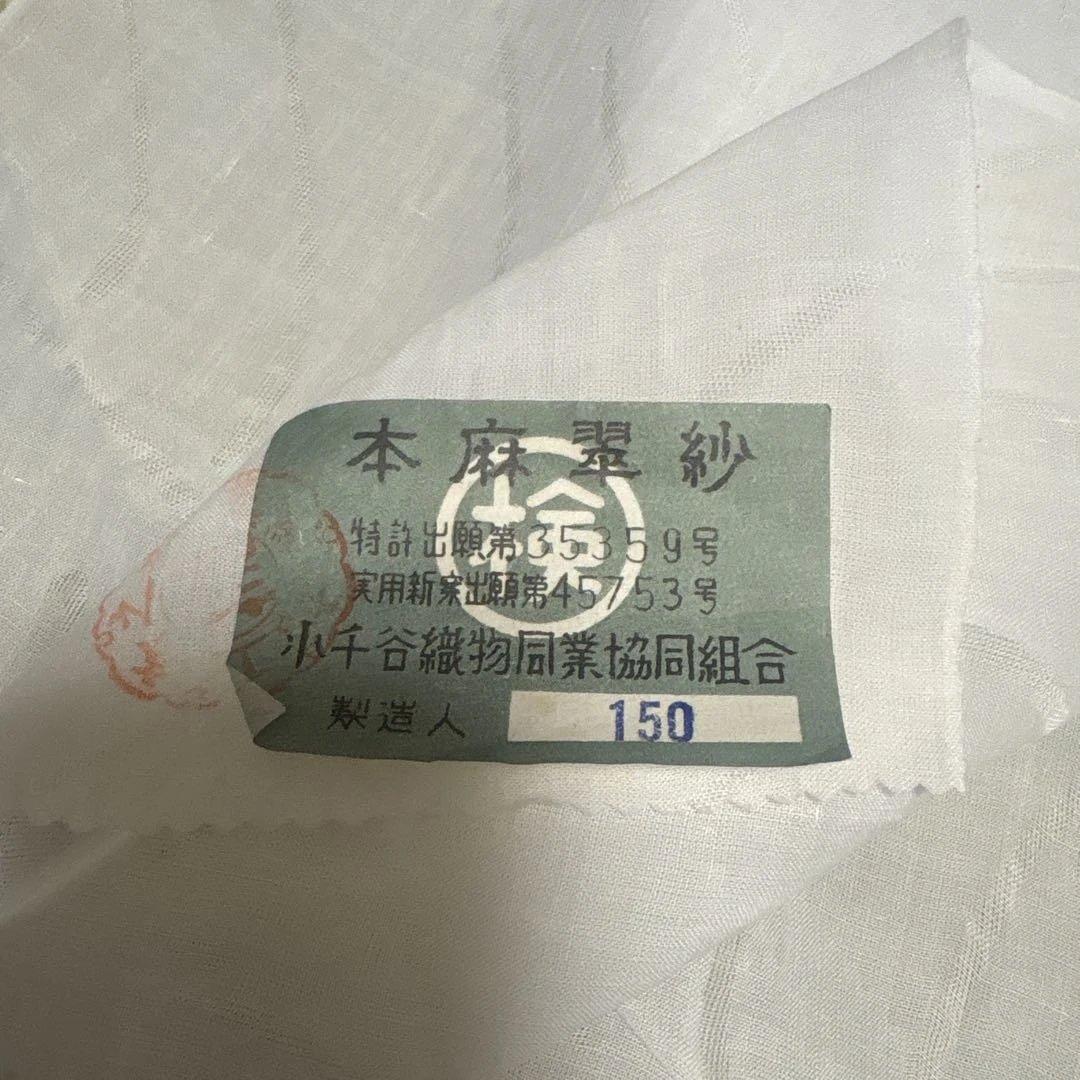 本麻翠紗
検
特許出願第35359号
実用新案出願第45753号
小千谷織物同業協同組合
製造人 150